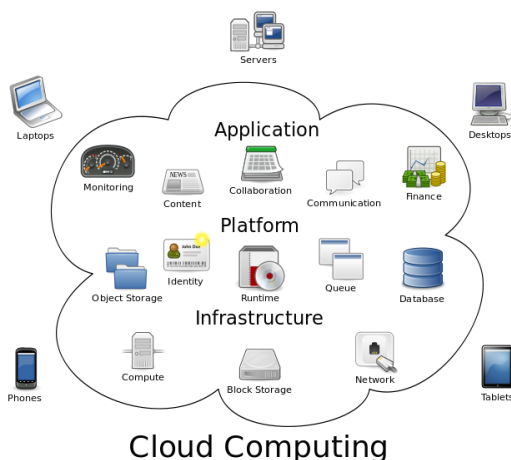 Servers
Laptops
Desktops
Application
Monitoring
NEWS
Content
Collaboration
Communication
Finance
Platform
John Doe
Identity
Object Storage
Runtime
Queue
Database
Infrastructure
Compute
Block Storage
Network
Phones
Tablets
Cloud Computing